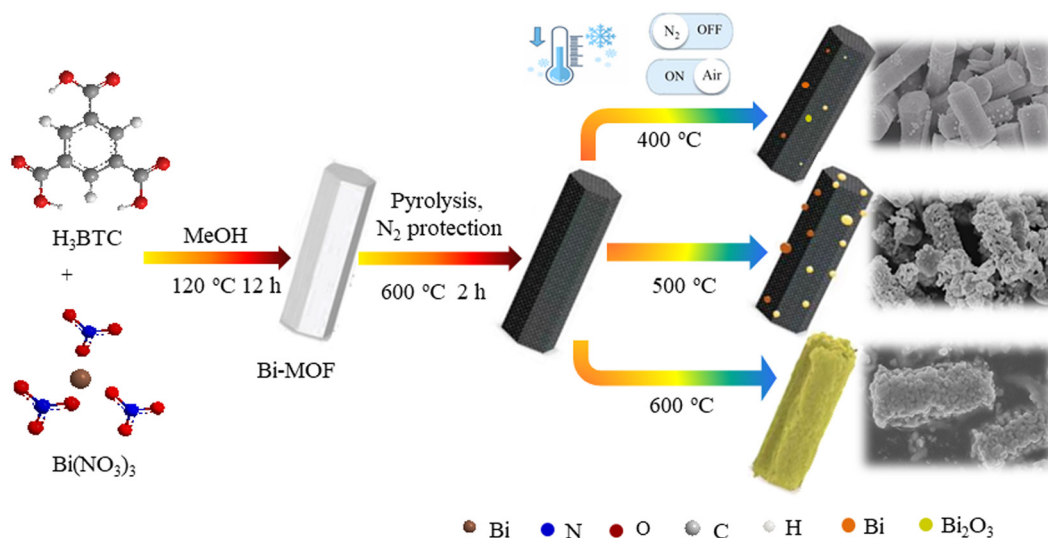 H₃BTC
+
Bi(NO₃)₃
MeOH
120 °C 12 h
Bi-MOF
Pyrolysis,
N₂ protection
600 °C 2 h
N₂ OFF
ON Air
400 °C
500 °C
600 °C
Bi N O C H Bi Bi₂O₃